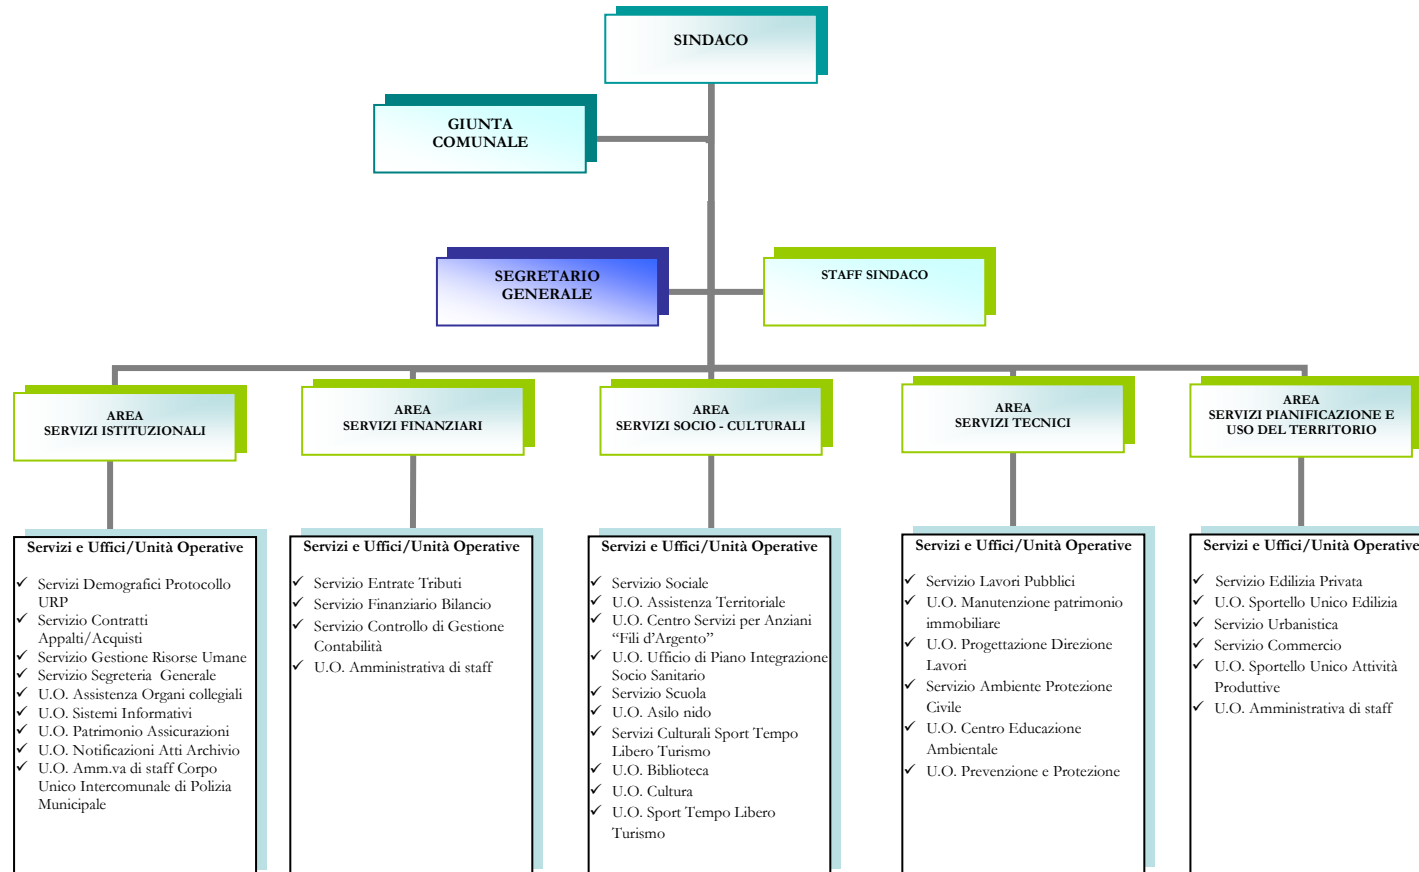 SINDACO
GIUNTA
COMUNALE
SEGRETARIO
GENERALE
STAFF SINDACO
AREA
SERVIZI ISTITUZIONALI
AREA
SERVIZI FINANZIARI
AREA
SERVIZI SOCIO - CULTURALI
AREA
SERVIZI TECNICI
AREA
SERVIZI PIANIFICAZIONE E
USO DEL TERRITORIO
Servizi e Uffici/Unità Operative
✓ Servizi Demografici Protocollo
URP
✓ Servizio Contratti
Appalti/Acquisti
✓ Servizio Gestione Risorse Umane
✓ Servizio Segreteria Generale
✓ U.O. Assistenza Organi collegiali
✓ U.O. Sistemi Informativi
✓ U.O. Patrimonio Assicurazioni
✓ U.O. Notificazioni Atti Archivio
✓ U.O. Amm.va di staff Corpo
Unico Intercomunale di Polizia
Municipale
Servizi e Uffici/Unità Operative
✓ Servizio Entrate Tributi
✓ Servizio Finanziario Bilancio
✓ Servizio Controllo di Gestione
Contabilità
✓ U.O. Amministrativa di staff
Servizi e Uffici/Unità Operative
✓ Servizio Sociale
✓ U.O. Assistenza Territoriale
✓ U.O. Centro Servizi per Anziani
“Fili d’Argento”
✓ U.O. Ufficio di Piano Integrazione
Socio Sanitario
✓ Servizio Scuola
✓ U.O. Asilo nido
✓ Servizi Culturali Sport Tempo
Libero Turismo
✓ U.O. Biblioteca
✓ U.O. Cultura
✓ U.O. Sport Tempo Libero
Turismo
Servizi e Uffici/Unità Operative
✓ Servizio Lavori Pubblici
✓ U.O. Manutenzione patrimonio
immobiliare
✓ U.O. Progettazione Direzione
Lavori
✓ Servizio Ambiente Protezione
Civile
✓ U.O. Centro Educazione
Ambientale
✓ U.O. Prevenzione e Protezione
Servizi e Uffici/Unità Operative
✓ Servizio Edilizia Privata
✓ U.O. Sportello Unico Edilizia
✓ Servizio Urbanistica
✓ Servizio Commercio
✓ U.O. Sportello Unico Attività
Produttive
✓ U.O. Amministrativa di staff